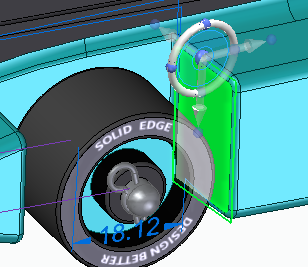 SOLID EDGE
18.12
DESIGN BETTER